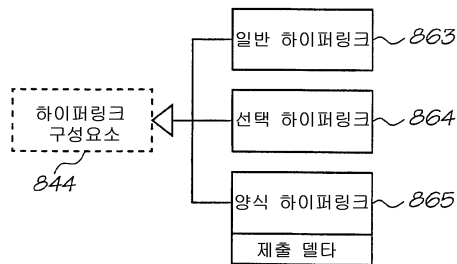 일반 하이퍼링크 863
하이퍼링크
구성요소
844
선택 하이퍼링크 864
양식 하이퍼링크 865
제출 델타